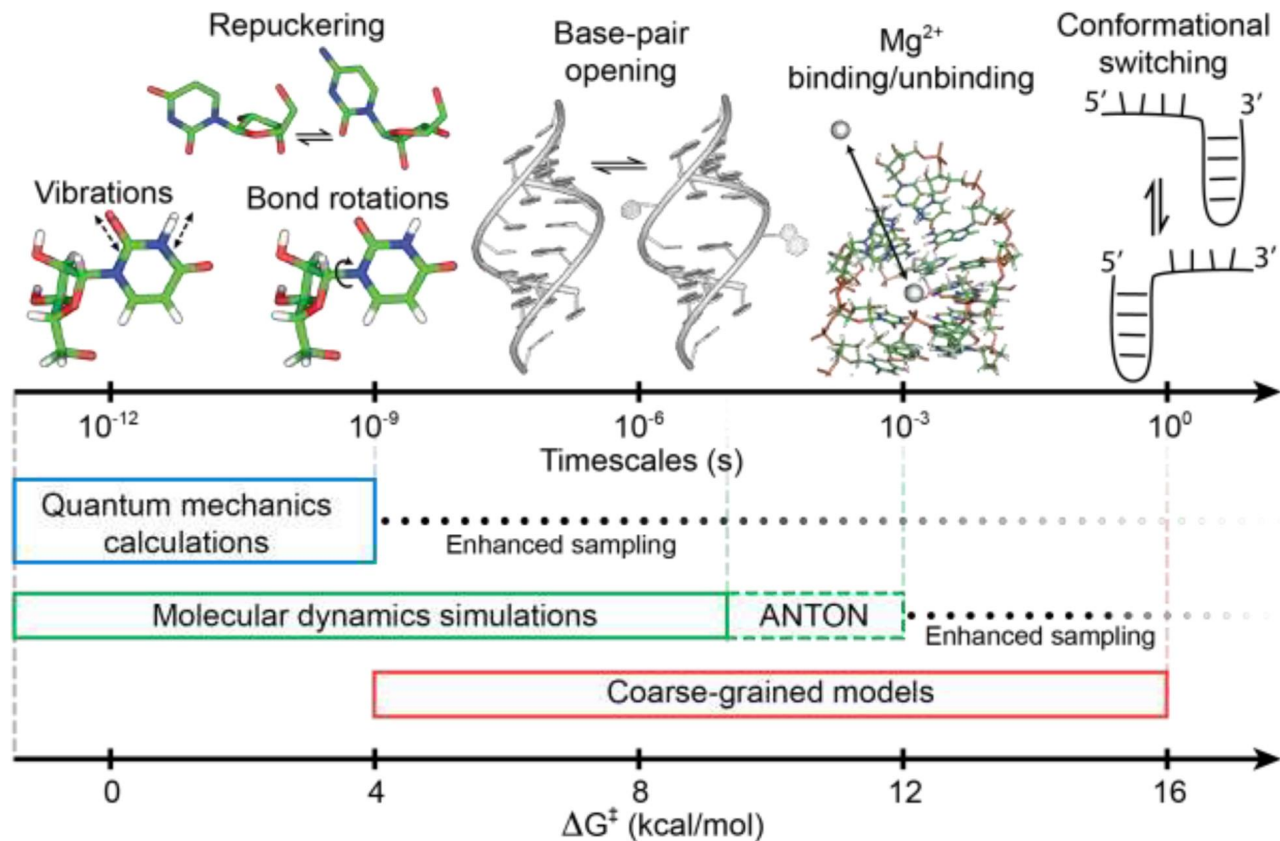 Repuckering
Base-pair
opening
Mg²⁺
binding/unbinding
Conformational
switching
5′
3′
Vibrations
Bond rotations
5′
3′
10⁻¹²
10⁻⁹
10⁻⁶
10⁻³
10⁰
Timescales (s)
Quantum mechanics
calculations
Enhanced sampling
Molecular dynamics simulations
ANTON
Enhanced sampling
Coarse-grained models
0
4
8
12
16
ΔG‡ (kcal/mol)